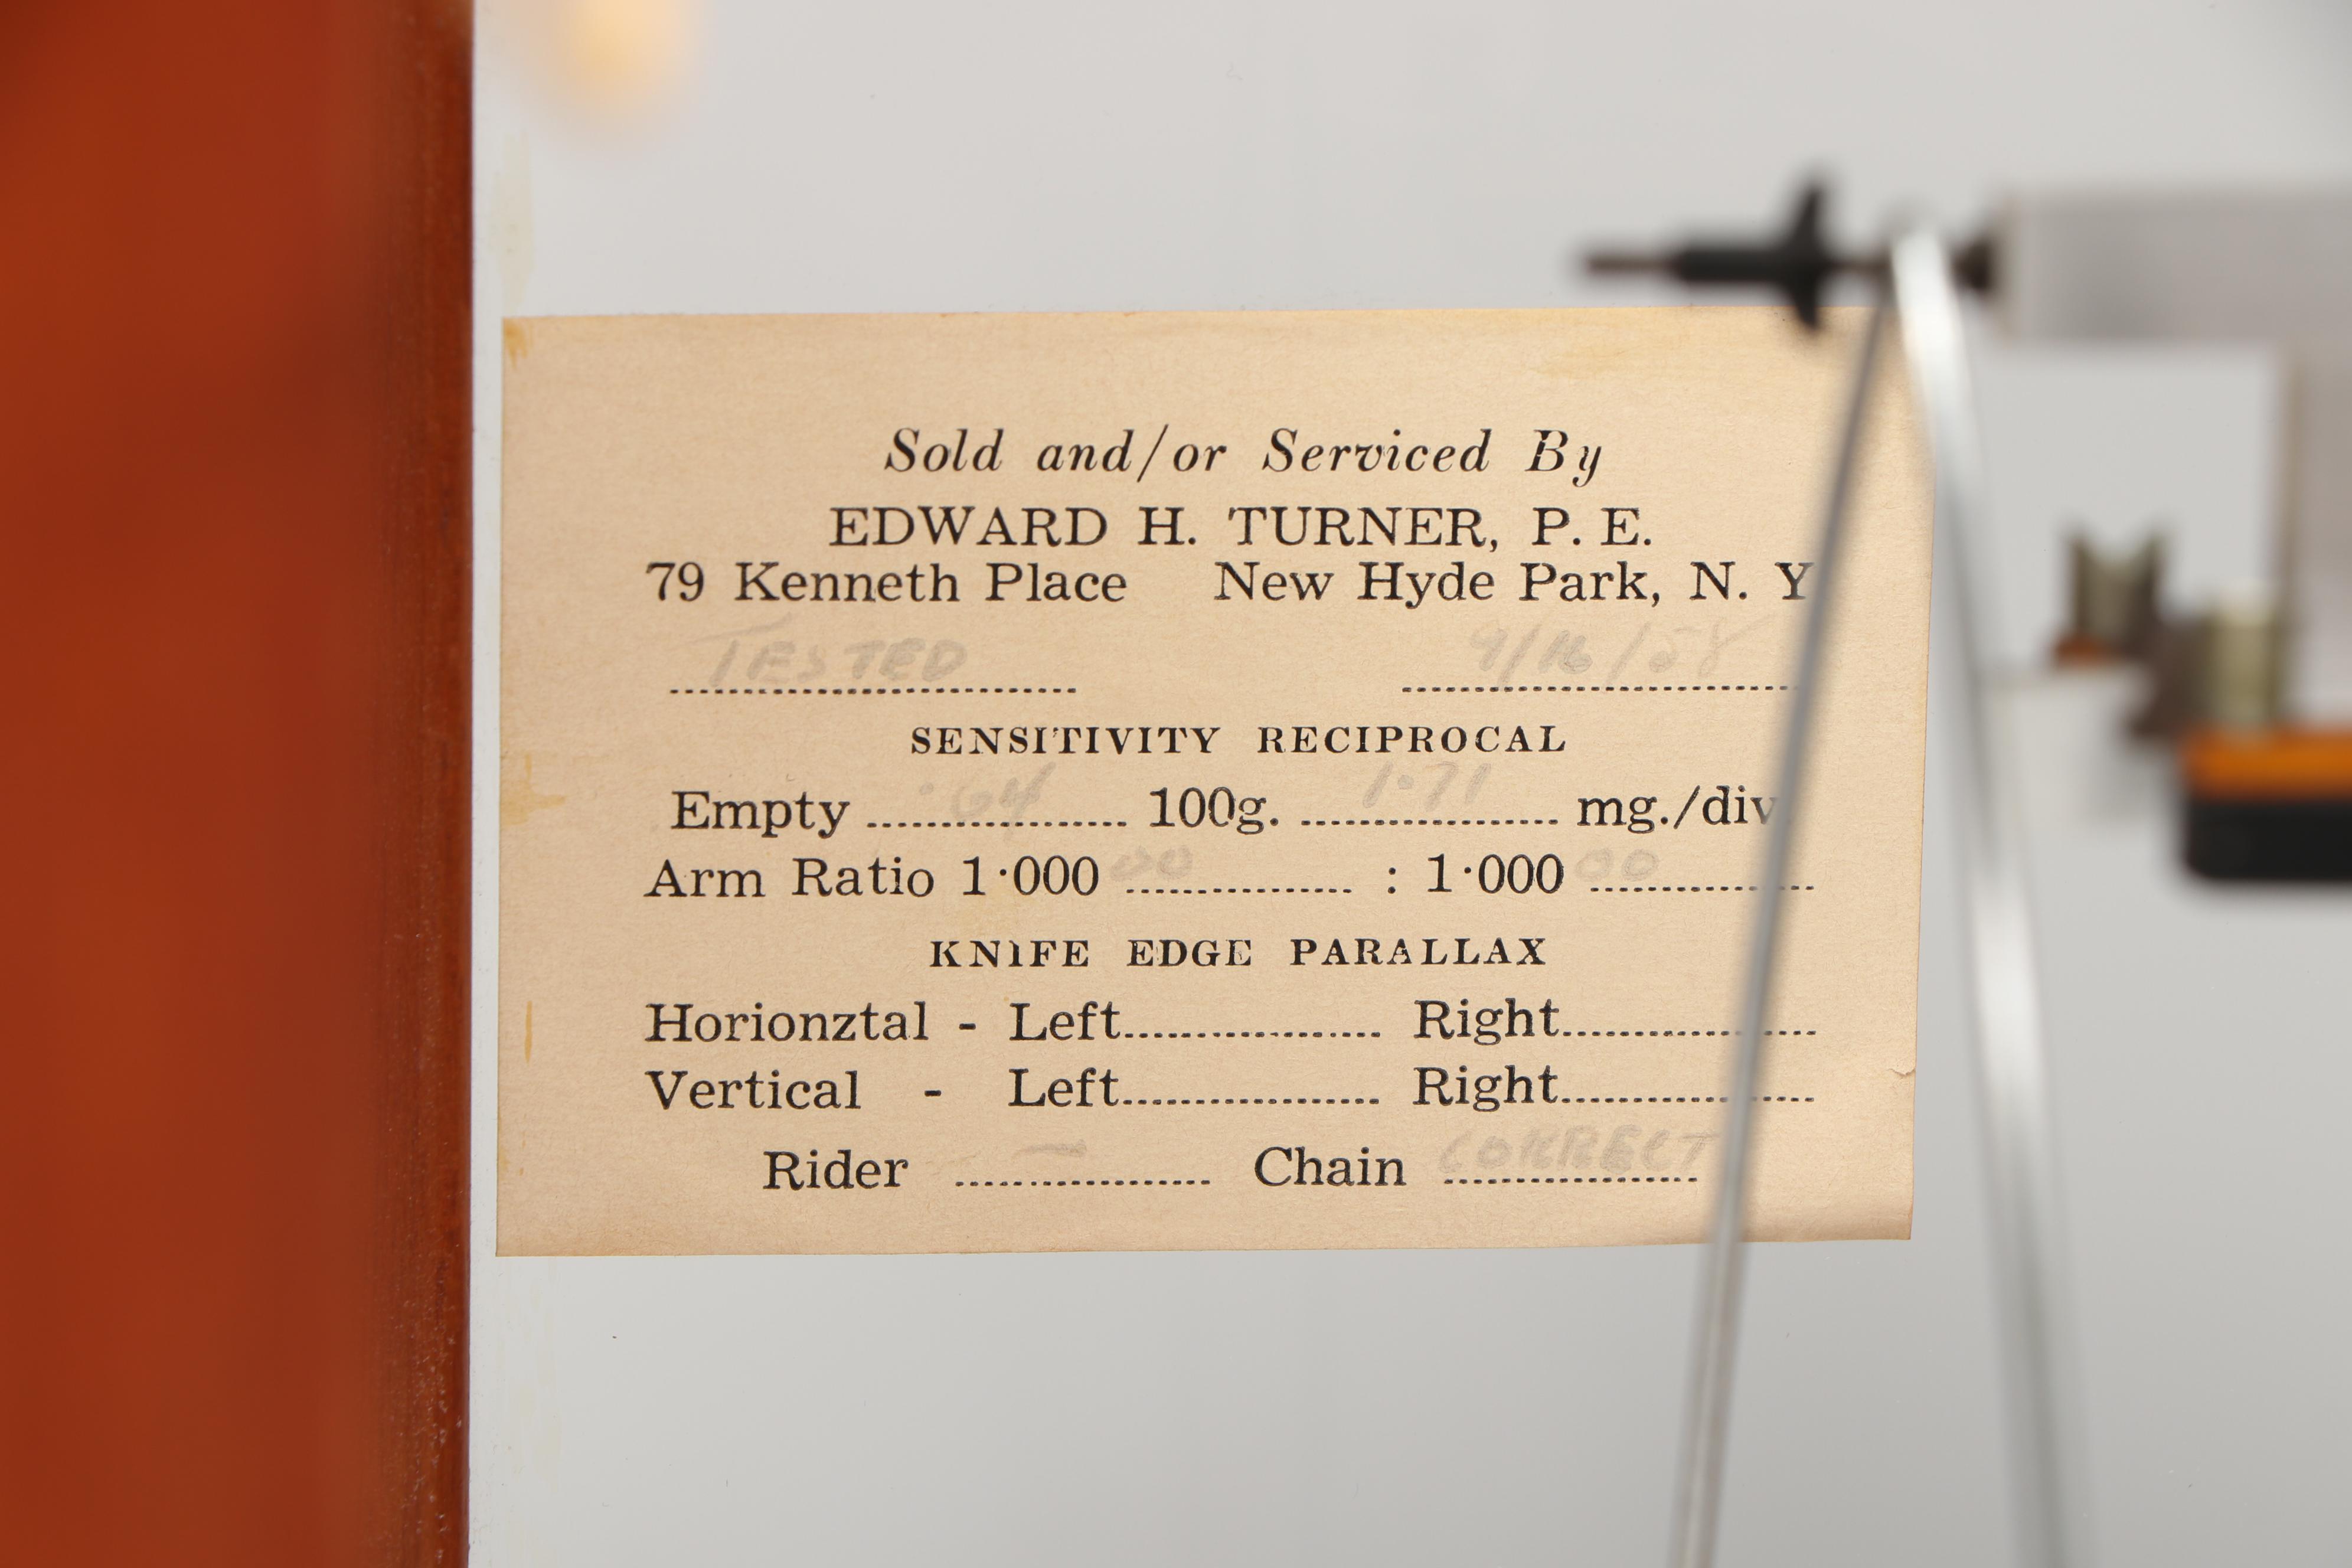 Sold and/or Serviced By
EDWARD H. TURNER, P. E.
79 Kenneth Place New Hyde Park, N. Y
TESTED 9/16/58
SENSITIVITY RECIPROCAL
Empty .64 100g. 1.71 mg./div
Arm Ratio 1·000 00 : 1·000 00
KNIFE EDGE PARALLAX
Horionztal - Left Right
Vertical - Left Right
Rider — Chain CORRECT